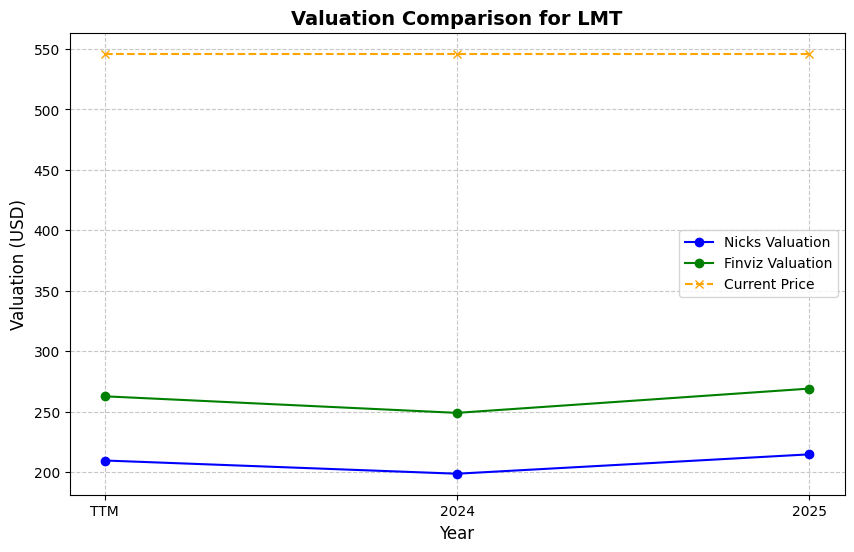 Valuation Comparison for LMT
550
500
450
400
350
300
250
200
Valuation (USD)
Nicks Valuation
Finviz Valuation
Current Price
TTM
2024
2025
Year